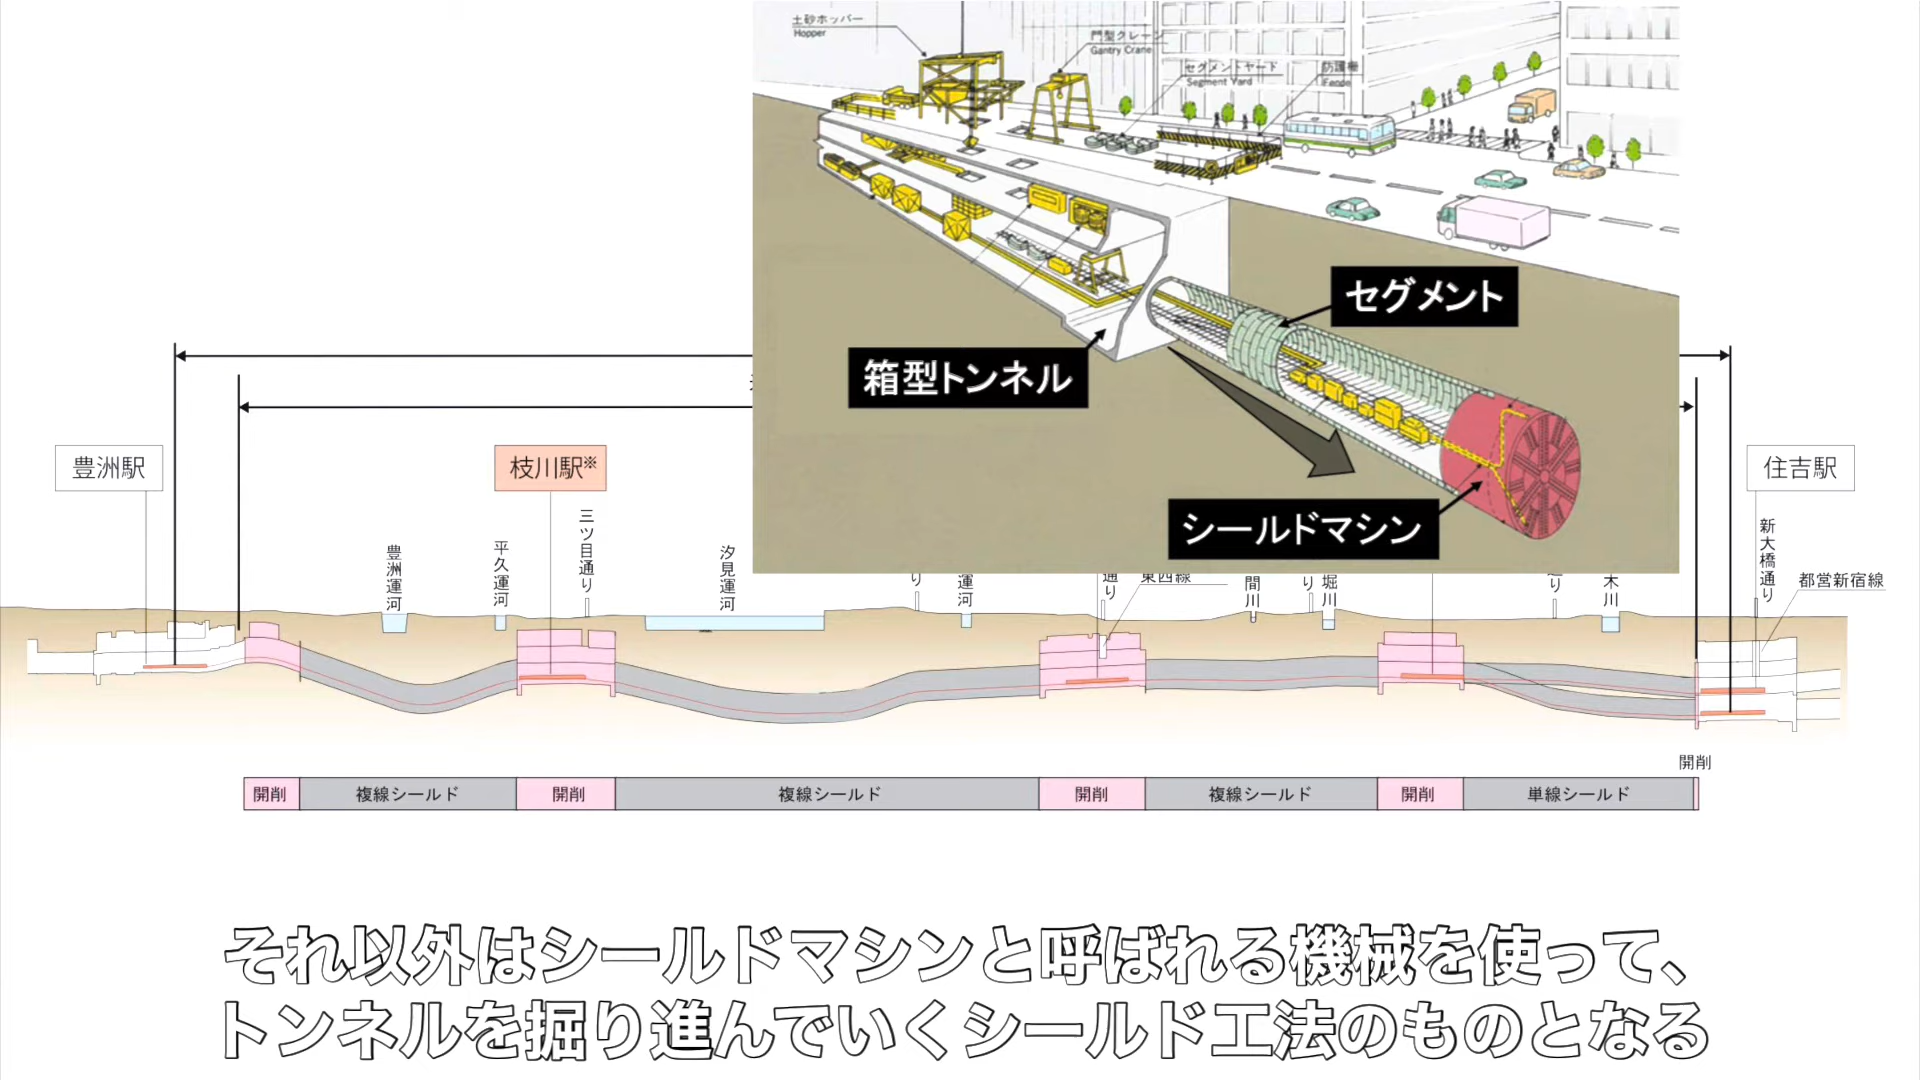 土砂ホッパー
Hopper
門型クレーン
Gantry Crane
セグメントヤード
Segment Yard
防護柵
Fence
セグメント
箱型トンネル
シールドマシン
豊洲駅
枝川駅※
住吉駅
豊洲運河
平久運河
三ツ目通り
汐見運河
り
運河
通り
東西線
間川
り
堀川
り
木川
新大橋通り
都営新宿線
開削
開削
複線シールド
開削
複線シールド
開削
複線シールド
開削
単線シールド
それ以外はシールドマシンと呼ばれる機械を使って、
トンネルを掘り進んでいくシールド工法のものとなる